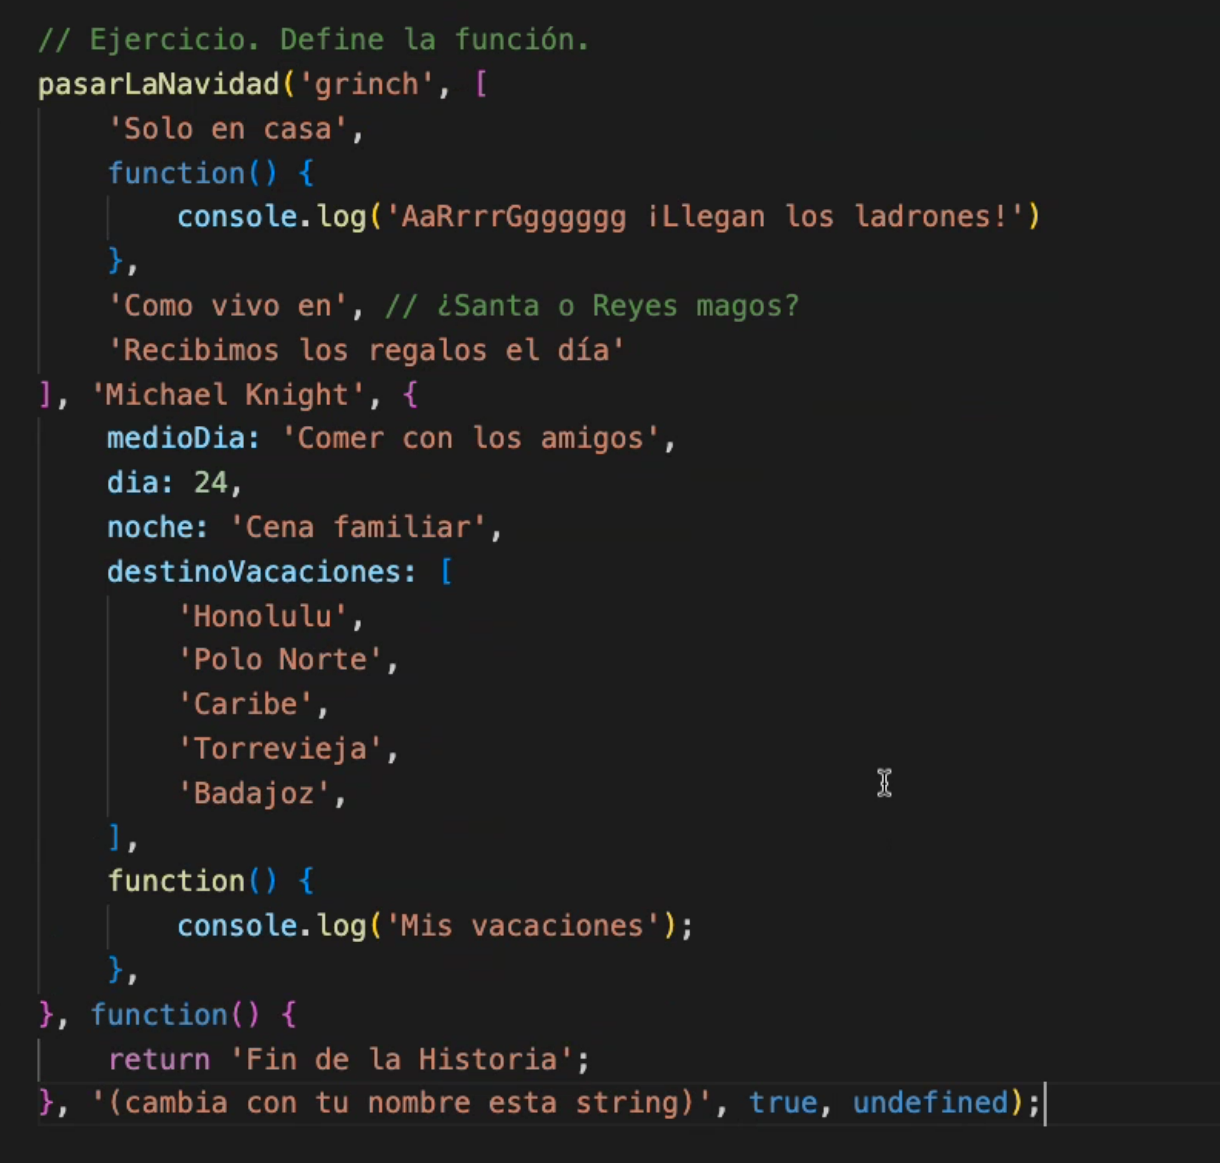 // Ejercicio. Define la función.
pasarLaNavidad('grinch', [
    'Solo en casa',
    function() {
        console.log('AaRrrrGgggggg ¡Llegan los ladrones!')
    },
    'Como vivo en', // ¿Santa o Reyes magos?
    'Recibimos los regalos el día'
], 'Michael Knight', {
    medioDia: 'Comer con los amigos',
    dia: 24,
    noche: 'Cena familiar',
    destinoVacaciones: [
        'Honolulu',
        'Polo Norte',
        'Caribe',
        'Torrevieja',
        'Badajoz',
    ],
    function() {
        console.log('Mis vacaciones');
    },
}, function() {
    return 'Fin de la Historia';
}, '(cambia con tu nombre esta string)', true, undefined);